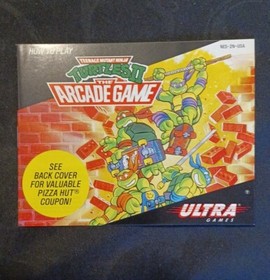 HOW TO PLAY
NES-2N-USA
TEENAGE MUTANT NINJA
TURTLES II
THE
ARCADE GAME
SEE
BACK COVER
FOR VALUABLE
PIZZA HUT®
COUPON!
ULTRA
GAMES